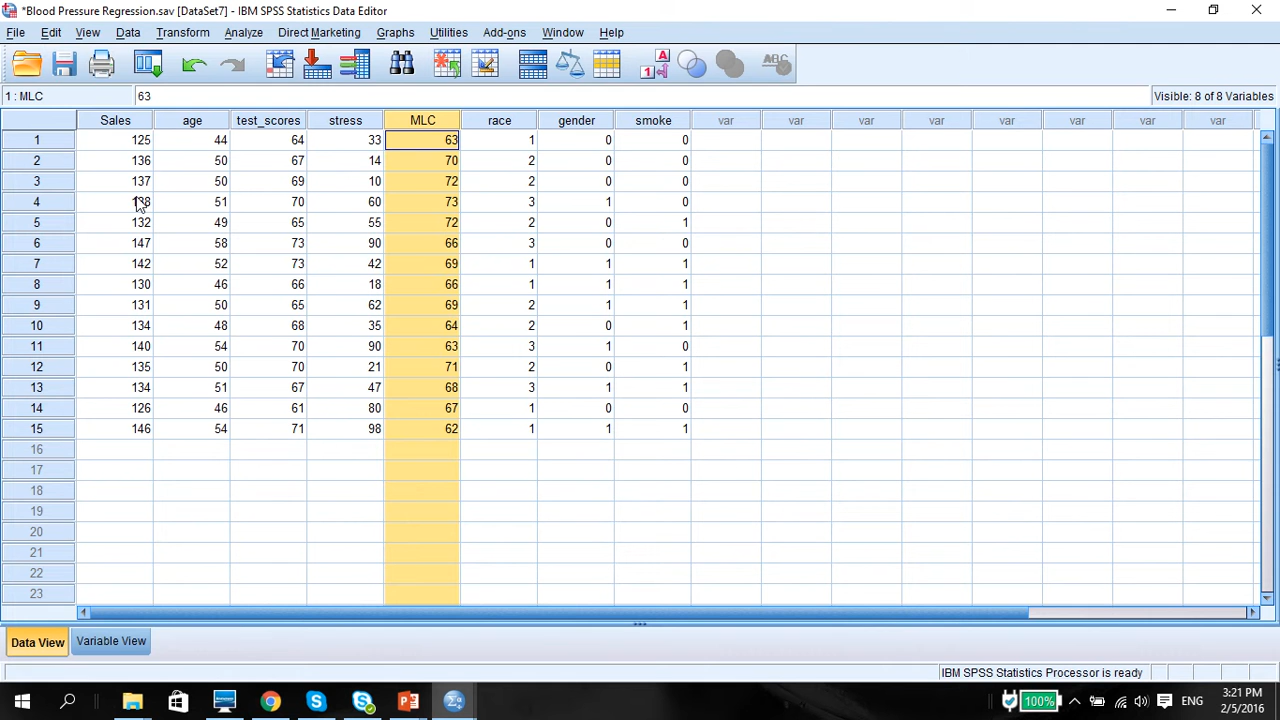 *Blood Pressure Regression.sav [DataSet7] - IBM SPSS Statistics Data Editor
File Edit View Data Transform Analyze Direct Marketing Graphs Utilities Add-ons Window Help
1 : MLC 63 Visible: 8 of 8 Variables
Sales age test_scores stress MLC race gender smoke var var var var var var var var
1 125 44 64 33 63 1 0 0
2 136 50 67 14 70 2 0 0
3 137 50 69 10 72 2 0 0
4 138 51 70 60 73 3 1 0
5 132 49 65 55 72 2 0 1
6 147 58 73 90 66 3 0 0
7 142 52 73 42 69 1 1 1
8 130 46 66 18 66 1 1 1
9 131 50 65 62 69 2 1 1
10 134 48 68 35 64 2 0 1
11 140 54 70 90 63 3 1 0
12 135 50 70 21 71 2 0 1
13 134 51 67 47 68 3 1 1
14 126 46 61 80 67 1 0 0
15 146 54 71 98 62 1 1 1
16
17
18
19
20
21
22
23
Data View Variable View
IBM SPSS Statistics Processor is ready
100% ENG 3:21 PM
2/5/2016